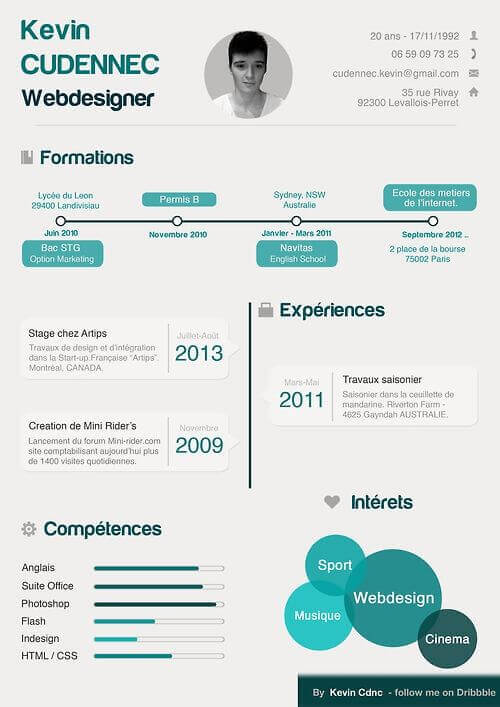 Kevin
CUDENNEC
Webdesigner
20 ans - 17/11/1992
06 59 09 73 25
cudennec.kevin@gmail.com
35 rue Rivay
92300 Levallois-Perret
Formations
Lycée du Leon
29400 Landivisiau
Juin 2010
Bac STG
Option Marketing
Permis B
Novembre 2010
Sydney, NSW
Australie
Janvier - Mars 2011
Navitas
English School
Ecole des metiers
de l'internet.
Septembre 2012 ..
2 place de la bourse
75002 Paris
Expériences
Stage chez Artips
Travaux de design et d'intégration
dans la Start-up Française "Artips".
Montréal, CANADA.
Juillet-Août
2013
Mars-Mai
2011
Travaux saisonier
Saisonier dans la ceuillette de
mandarine. Riverton Farm -
4625 Gayndah AUSTRALIE.
Creation de Mini Rider's
Lancement du forum Mini-rider.com
site comptabilisant aujourd'hui plus
de 1400 visites quotidiennes.
Novembre
2009
Compétences
Anglais
Suite Office
Photoshop
Flash
Indesign
HTML / CSS
Intérets
Sport
Musique
Webdesign
Cinema
By Kevin Cdnc - follow me on Dribbble